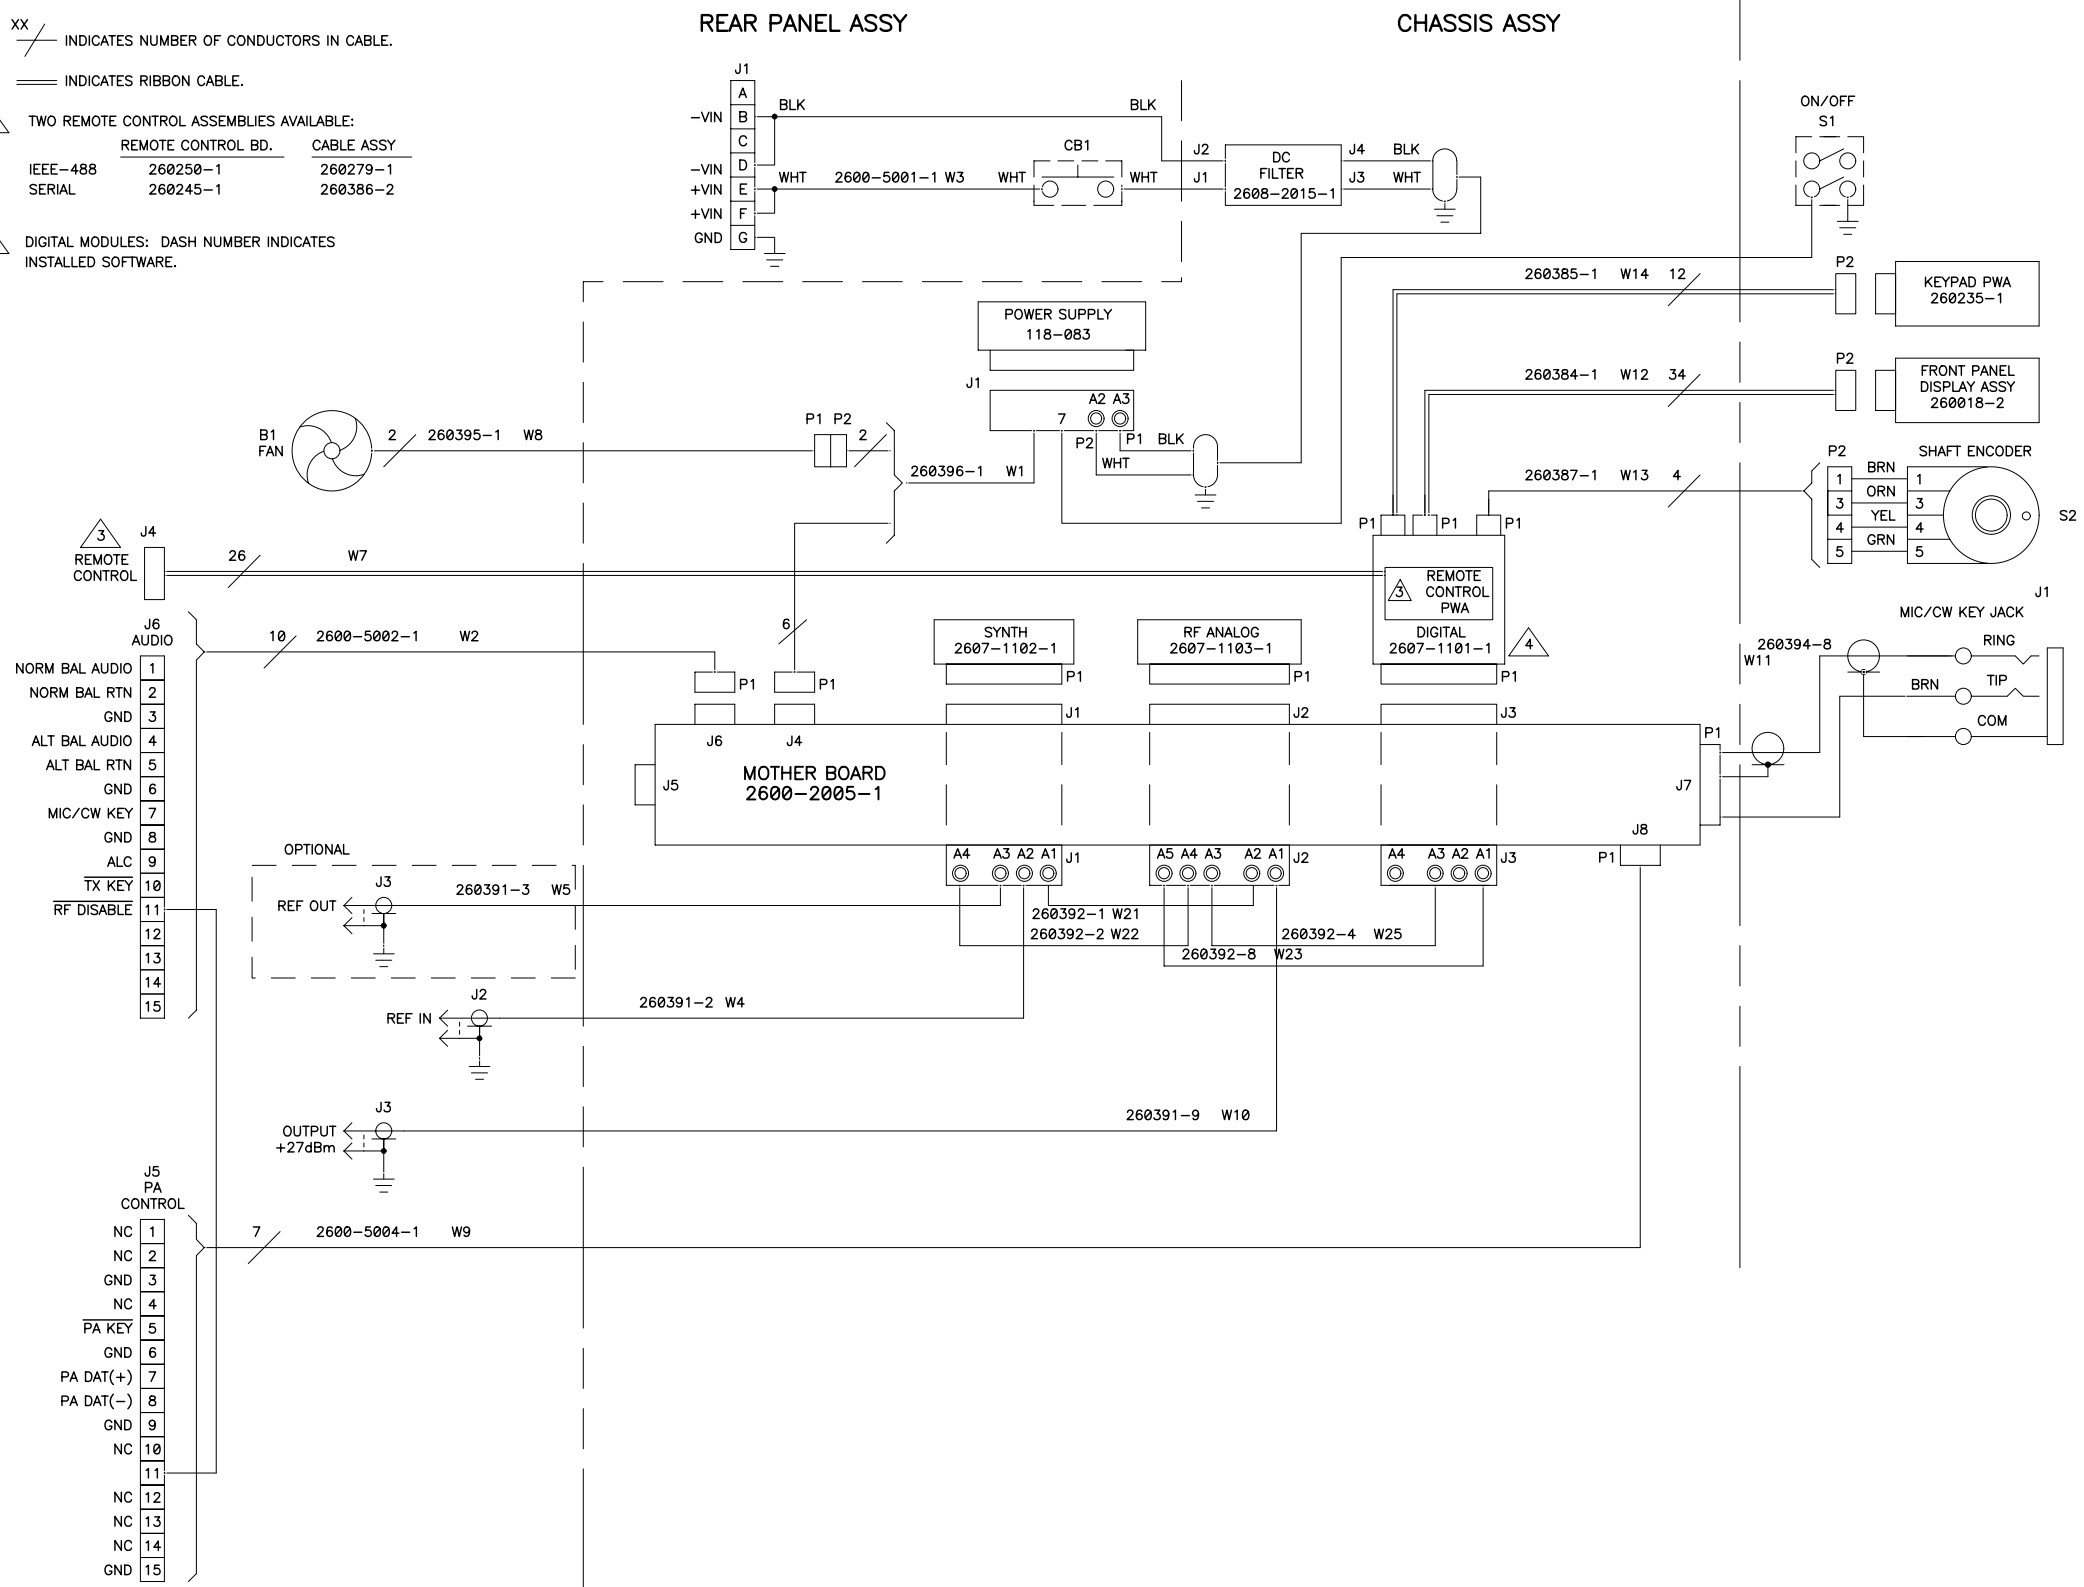 REAR PANEL ASSY
CHASSIS ASSY
XX
INDICATES NUMBER OF CONDUCTORS IN CABLE.
INDICATES RIBBON CABLE.
TWO REMOTE CONTROL ASSEMBLIES AVAILABLE:
REMOTE CONTROL BD. CABLE ASSY
IEEE-488 260250-1 260279-1
SERIAL 260245-1 260386-2
DIGITAL MODULES: DASH NUMBER INDICATES
INSTALLED SOFTWARE.
J1
A
-VIN B
C
-VIN D
+VIN E
+VIN F
GND G
BLK BLK
WHT 2600-5001-1 W3 WHT
CB1
WHT
J2
J1
DC
FILTER
2608-2015-1
J4 BLK
J3 WHT
ON/OFF
S1
260385-1 W14 12
P2
KEYPAD PWA
260235-1
260384-1 W12 34
P2
FRONT PANEL
DISPLAY ASSY
260018-2
POWER SUPPLY
118-083
J1
A2 A3
7
P2
P1 BLK
WHT
B1
FAN
2 260395-1 W8
P1 P2
2
260396-1 W1
260387-1 W13 4
P2 SHAFT ENCODER
1 BRN 1
3 ORN 3
4 YEL 4
5 GRN 5
S2
3
REMOTE
CONTROL
J4
26 W7
P1 P1 P1
3
REMOTE
CONTROL
PWA
DIGITAL
2607-1101-1
4
P1
SYNTH
2607-1102-1
P1
RF ANALOG
2607-1103-1
P1
6
J1
MIC/CW KEY JACK
260394-8
W11
RING
BRN TIP
COM
J6
AUDIO
10 2600-5002-1 W2
NORM BAL AUDIO 1
NORM BAL RTN 2
GND 3
ALT BAL AUDIO 4
ALT BAL RTN 5
GND 6
MIC/CW KEY 7
GND 8
ALC 9
TX KEY 10
RF DISABLE 11
12
13
14
15
P1 P1
J6 J4
J1 J2 J3
P1
J5
MOTHER BOARD
2600-2005-1
J7
J8
P1
A4 A3 A2 A1 J1
A5 A4 A3 A2 A1 J2
A4 A3 A2 A1 J3
OPTIONAL
J3
REF OUT
260391-3 W5
260392-1 W21
260392-2 W22
260392-4 W25
260392-8 W23
J2
REF IN
260391-2 W4
J3
OUTPUT
+27dBm
260391-9 W10
J5
PA
CONTROL
7 2600-5004-1 W9
NC 1
NC 2
GND 3
NC 4
PA KEY 5
GND 6
PA DAT(+) 7
PA DAT(-) 8
GND 9
NC 10
11
NC 12
NC 13
NC 14
GND 15